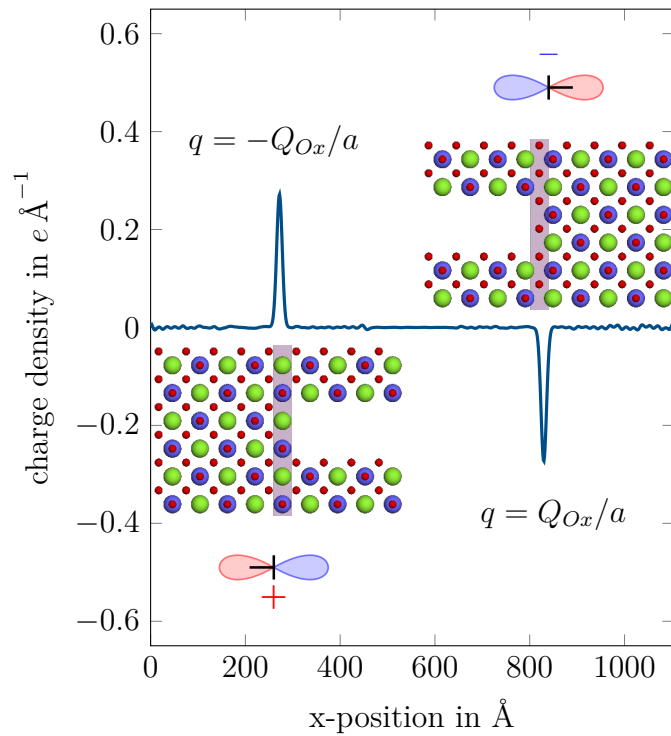 0.6
0.4
0.2
0
−0.2
−0.4
−0.6
charge density in e Å⁻¹
q = −Q_{Ox}/a
−
+
q = Q_{Ox}/a
0 200 400 600 800 1000
x-position in Å